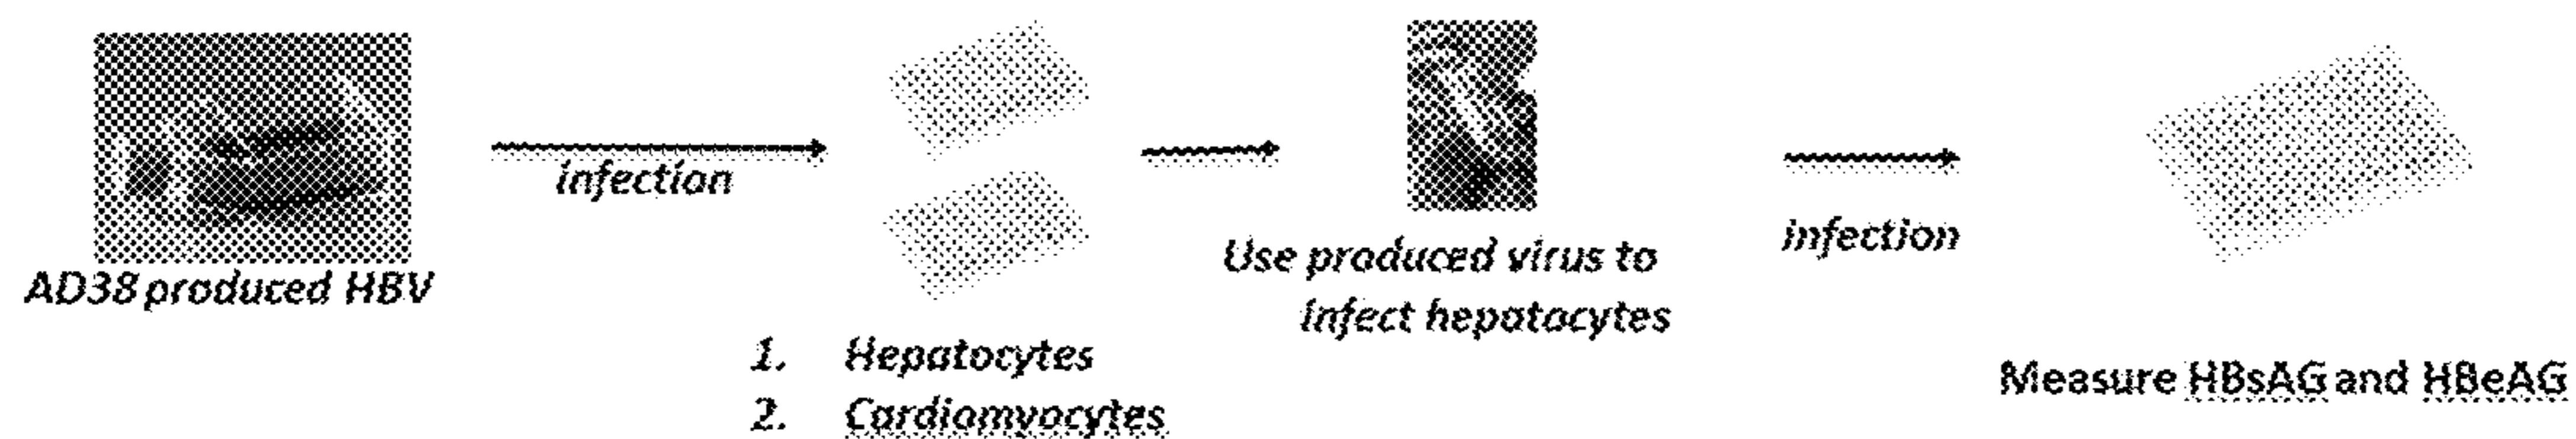 infection
AD38 produced HBV
Use produced virus to
infect hepatocytes
infection
1. Hepatocytes
2. Cardiomyocytes
Measure HBsAG and HBeAG